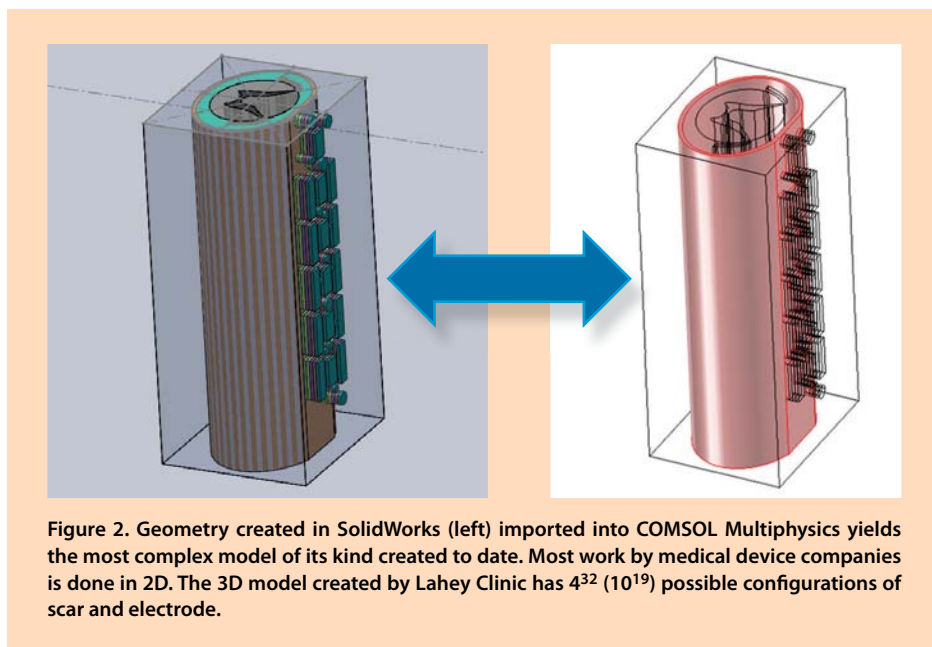 Figure 2. Geometry created in SolidWorks (left) imported into COMSOL Multiphysics yields
the most complex model of its kind created to date. Most work by medical device companies
is done in 2D. The 3D model created by Lahey Clinic has 4³² (10¹⁹) possible configurations of
scar and electrode.